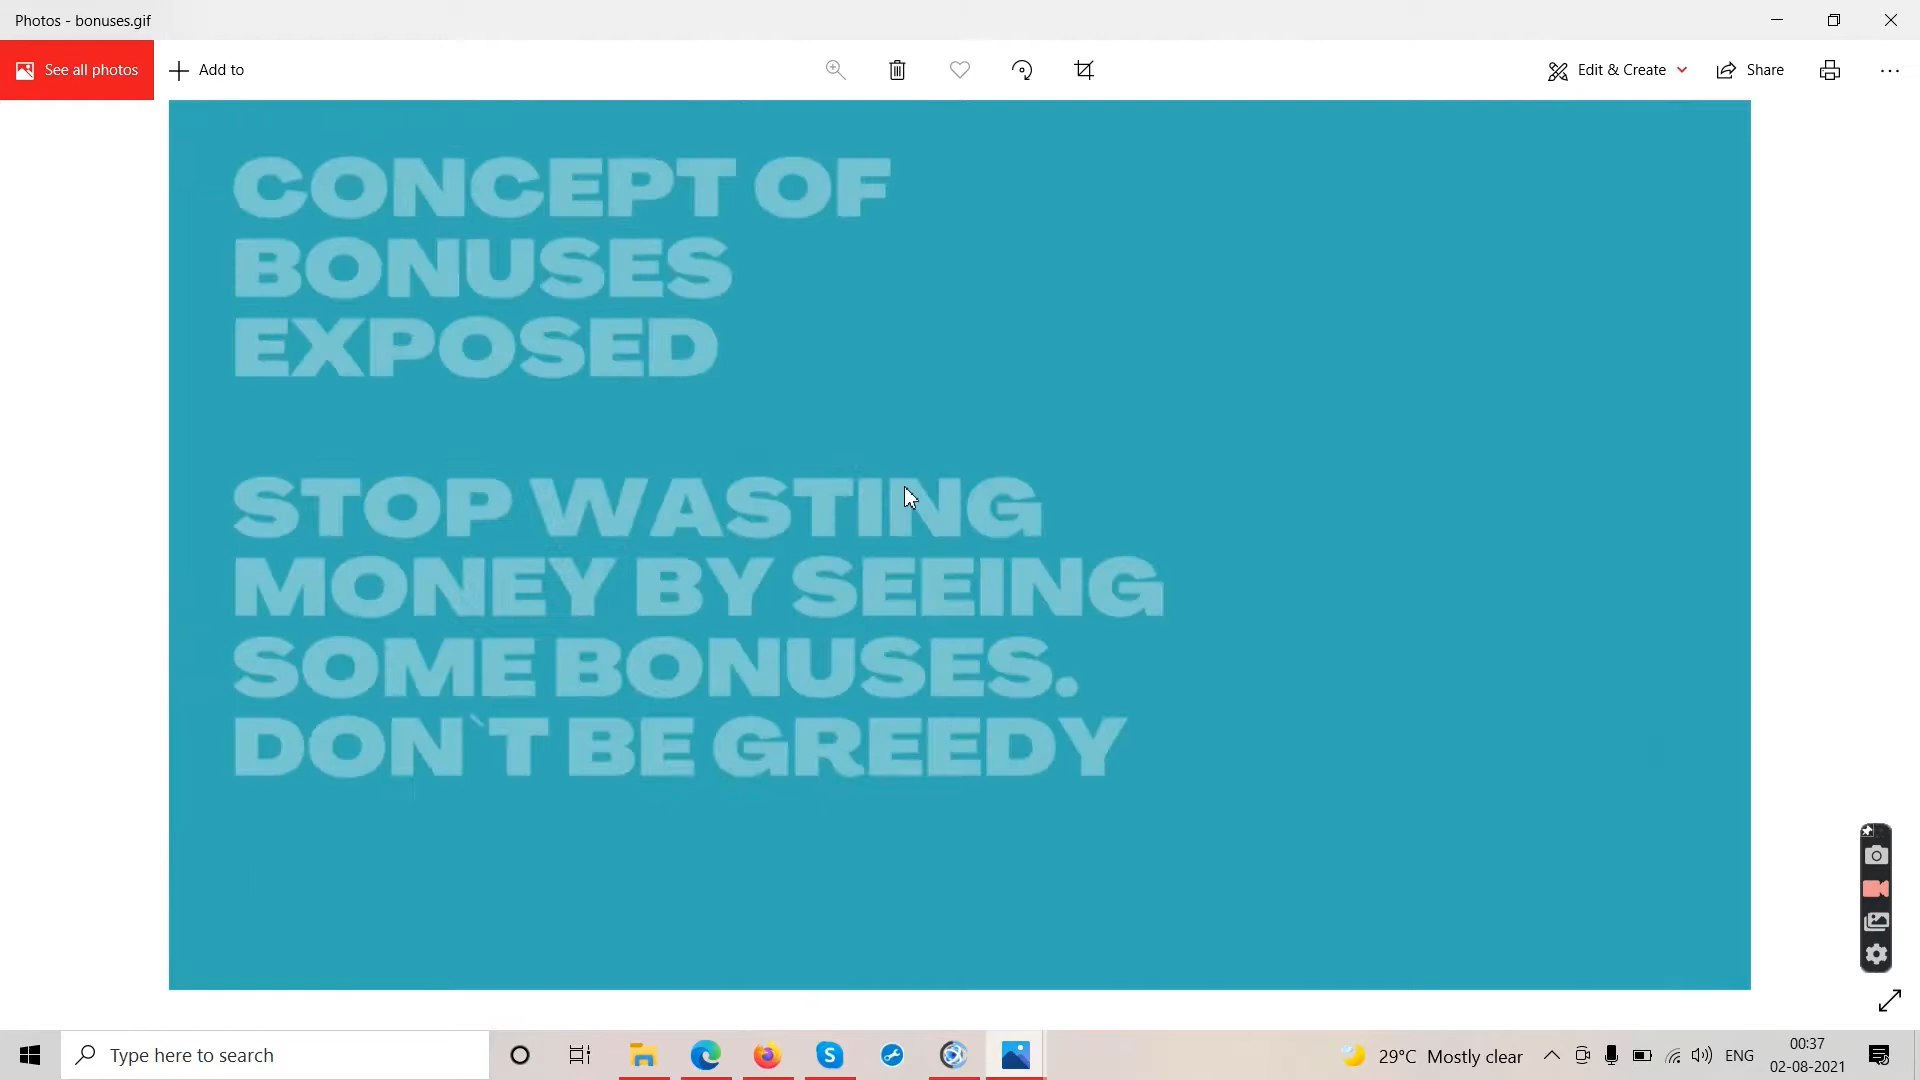 Photos - bonuses.gif
See all photos
Add to
Edit & Create
Share
CONCEPT OF
BONUSES
EXPOSED
STOP WASTING
MONEY BY SEEING
SOME BONUSES.
DON`T BE GREEDY
Type here to search
29°C Mostly clear
ENG
00:37
02-08-2021